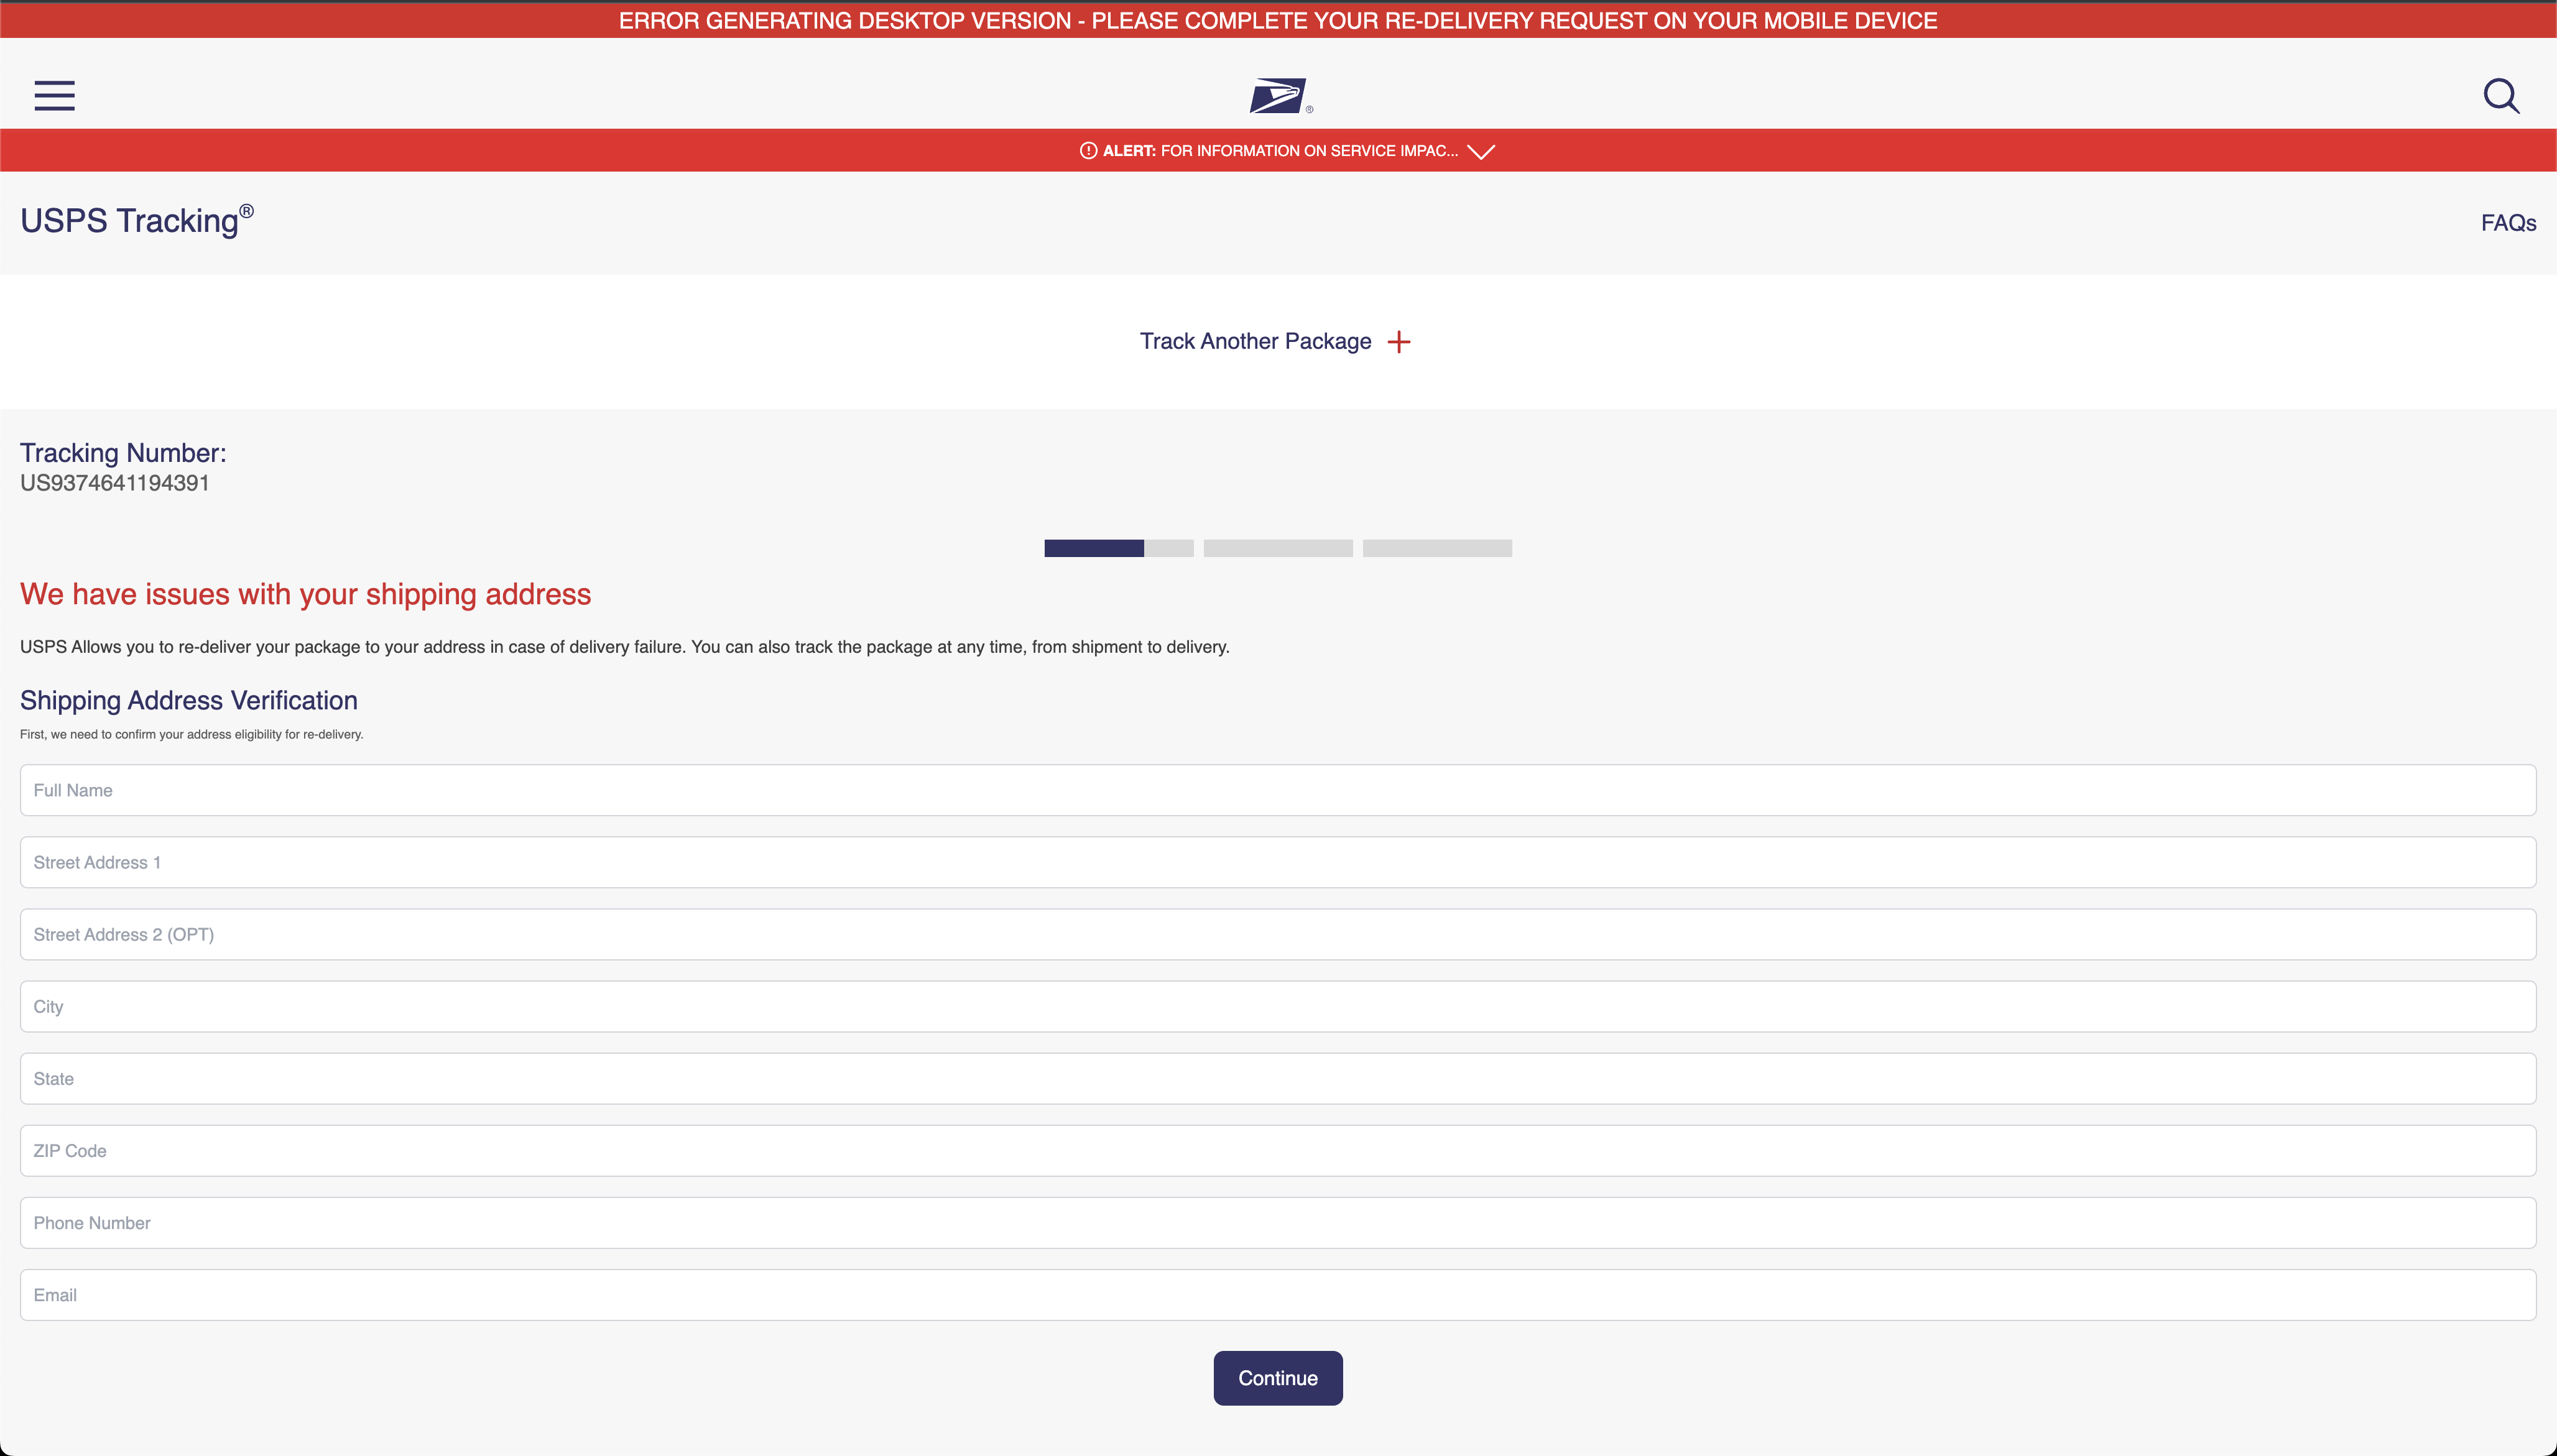 ERROR GENERATING DESKTOP VERSION - PLEASE COMPLETE YOUR RE-DELIVERY REQUEST ON YOUR MOBILE DEVICE
®
ALERT: FOR INFORMATION ON SERVICE IMPAC...
USPS Tracking®
FAQs
Track Another Package
Tracking Number:
US9374641194391
We have issues with your shipping address
USPS Allows you to re-deliver your package to your address in case of delivery failure. You can also track the package at any time, from shipment to delivery.
Shipping Address Verification
First, we need to confirm your address eligibility for re-delivery.
Full Name
Street Address 1
Street Address 2 (OPT)
City
State
ZIP Code
Phone Number
Email
Continue